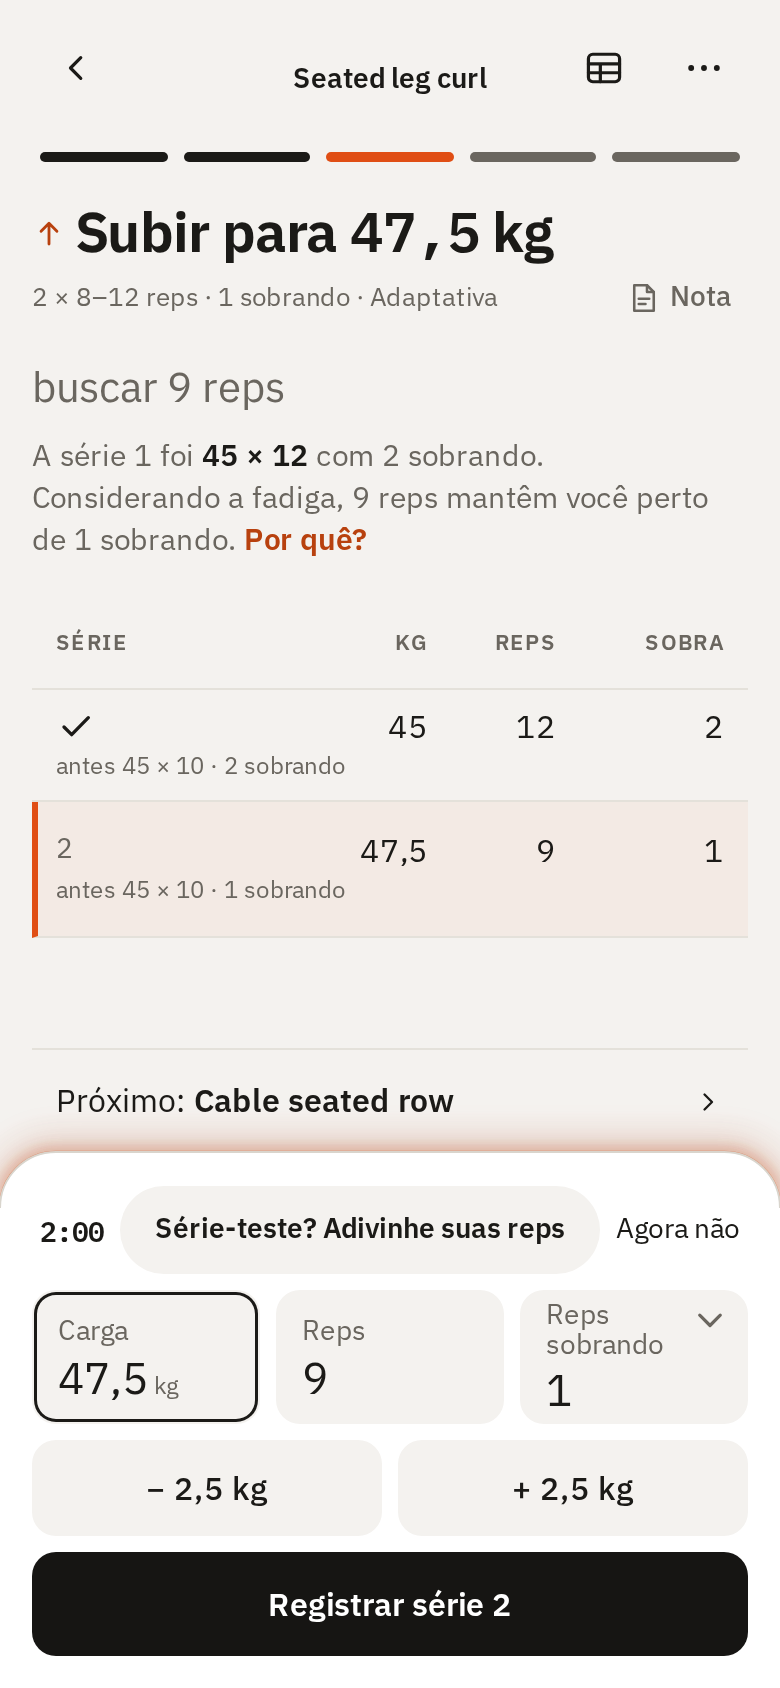 Seated leg curl
↑ Subir para 47,5 kg
2 × 8–12 reps · 1 sobrando · Adaptativa
Nota
buscar 9 reps
A série 1 foi 45 × 12 com 2 sobrando.
Considerando a fadiga, 9 reps mantêm você perto
de 1 sobrando. Por quê?
SÉRIE KG REPS SOBRA
✓ 45 12 2
antes 45 × 10 · 2 sobrando
2 47,5 9 1
antes 45 × 10 · 1 sobrando
Próximo: Cable seated row
2:00 Série-teste? Adivinhe suas reps Agora não
Carga
47,5 kg
Reps
9
Reps
sobrando
1
− 2,5 kg
+ 2,5 kg
Registrar série 2